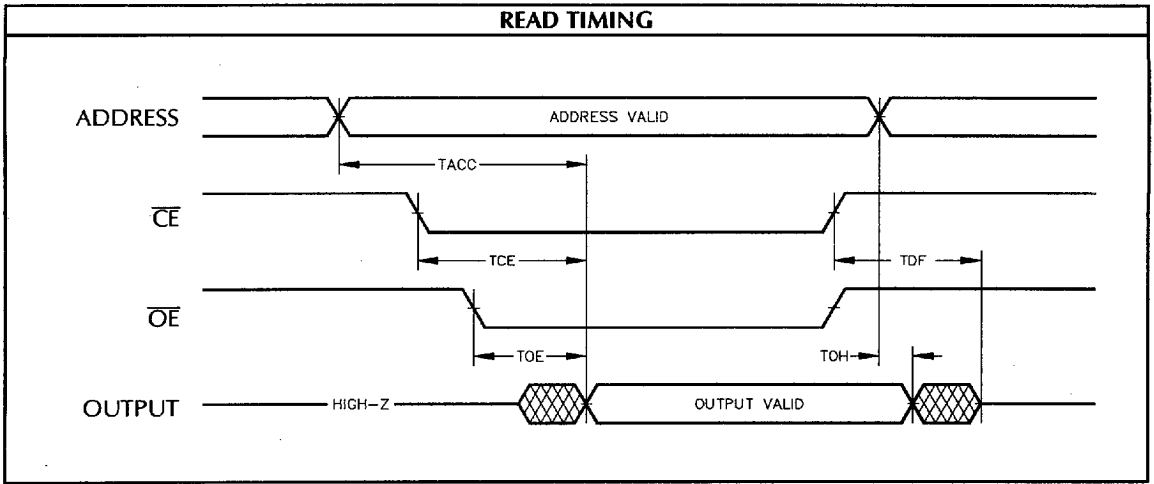 READ TIMING
ADDRESS
ADDRESS VALID
TACC
CE
TCE
TDF
OE
TOE
TOH
OUTPUT
HIGH-Z
OUTPUT VALID